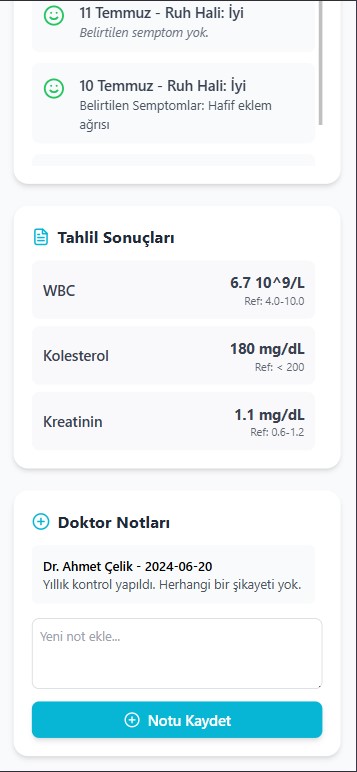 11 Temmuz - Ruh Hali: İyi
Belirtilen semptom yok.
10 Temmuz - Ruh Hali: İyi
Belirtilen Semptomlar: Hafif eklem
ağrısı
Tahlil Sonuçları
WBC
6.7 10^9/L
Ref: 4.0-10.0
Kolesterol
180 mg/dL
Ref: < 200
Kreatinin
1.1 mg/dL
Ref: 0.6-1.2
Doktor Notları
Dr. Ahmet Çelik - 2024-06-20
Yıllık kontrol yapıldı. Herhangi bir şikayeti yok.
Yeni not ekle...
Notu Kaydet